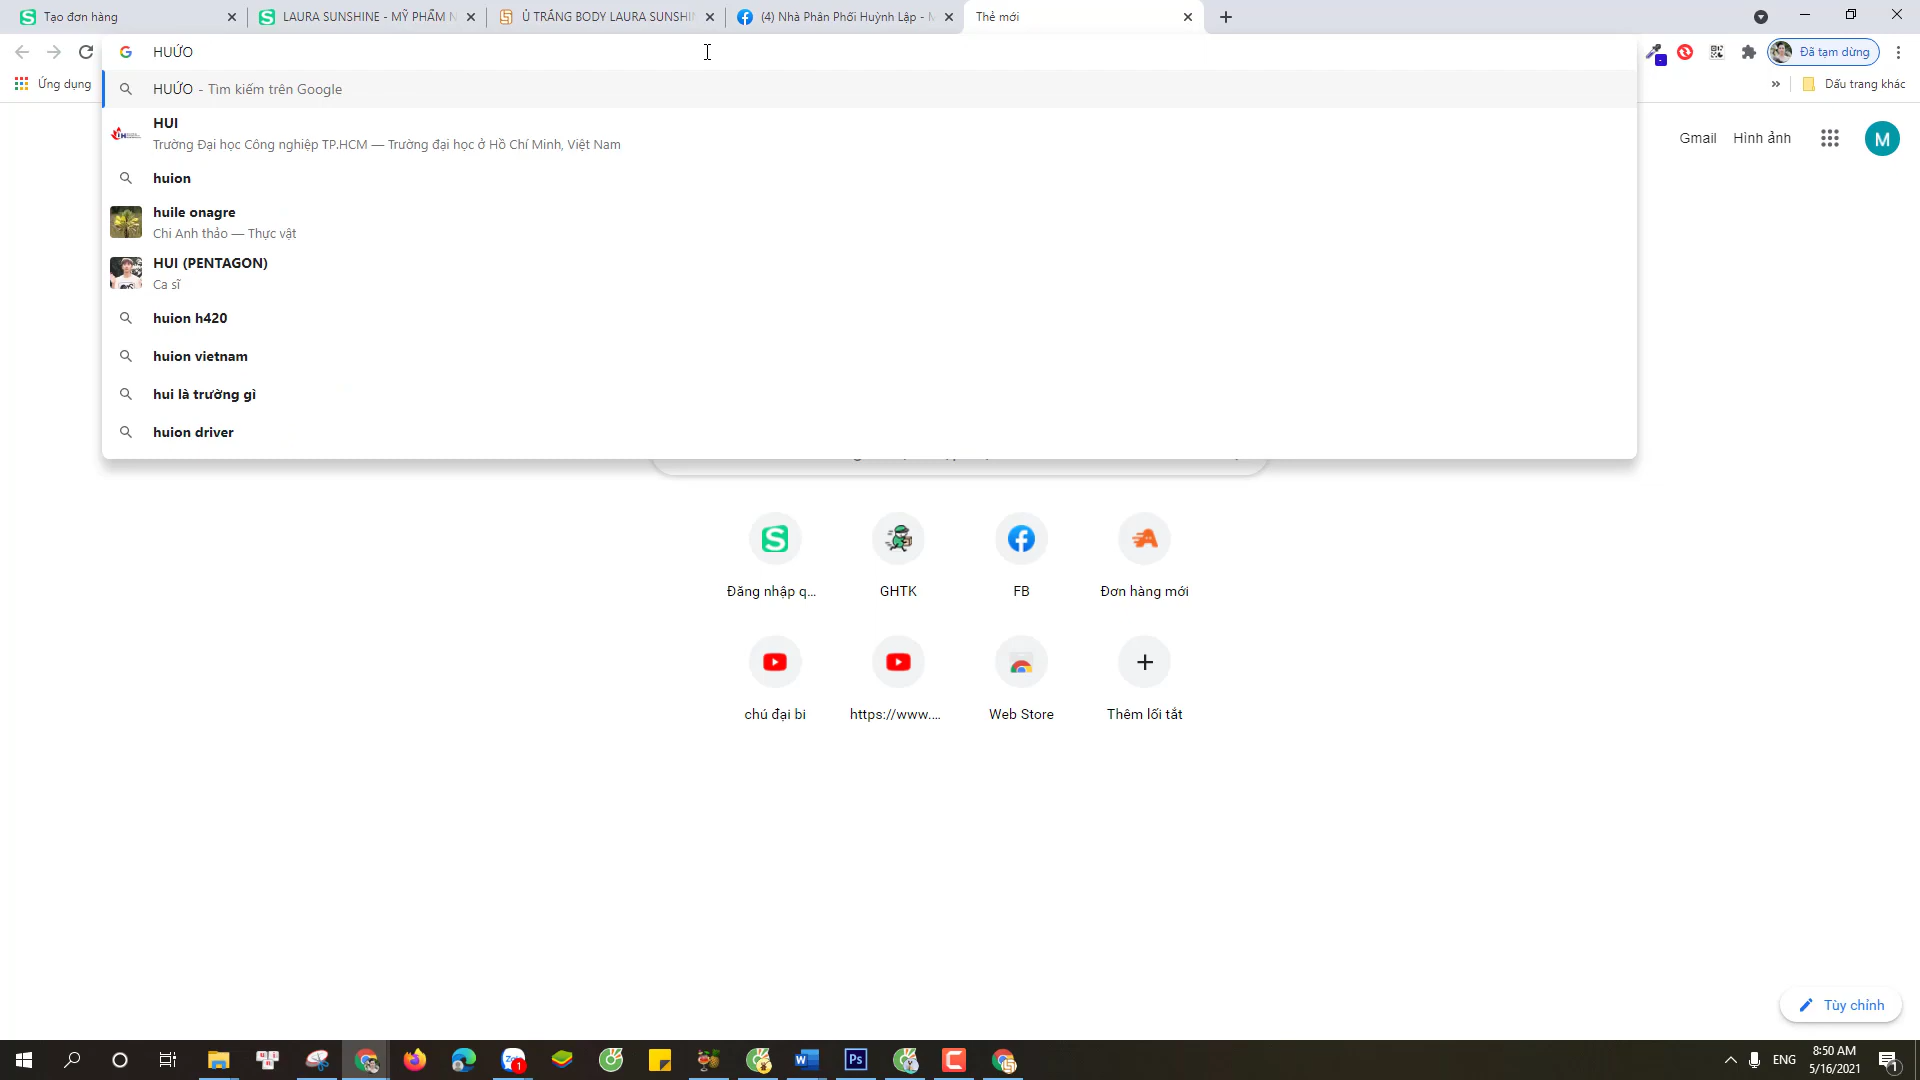 Tạo đơn hàng
LAURA SUNSHINE - MỸ PHẨM N
Ủ TRẮNG BODY LAURA SUNSHI
(4) Nhà Phân Phối Huỳnh Lập - M
Thẻ mới
HUỨO
Đã tạm dừng
Ứng dụng
»
Dấu trang khác
HUỨO - Tìm kiếm trên Google
HUI
Trường Đại học Công nghiệp TP.HCM — Trường đại học ở Hồ Chí Minh, Việt Nam
Gmail
Hình ảnh
M
huion
huile onagre
Chi Anh thảo — Thực vật
HUI (PENTAGON)
Ca sĩ
huion h420
huion vietnam
hui là trường gì
huion driver
Đăng nhập q...
GHTK
FB
Đơn hàng mới
chú đại bi
https://www....
Web Store
Thêm lối tắt
Tùy chỉnh
ENG
8:50 AM
5/16/2021